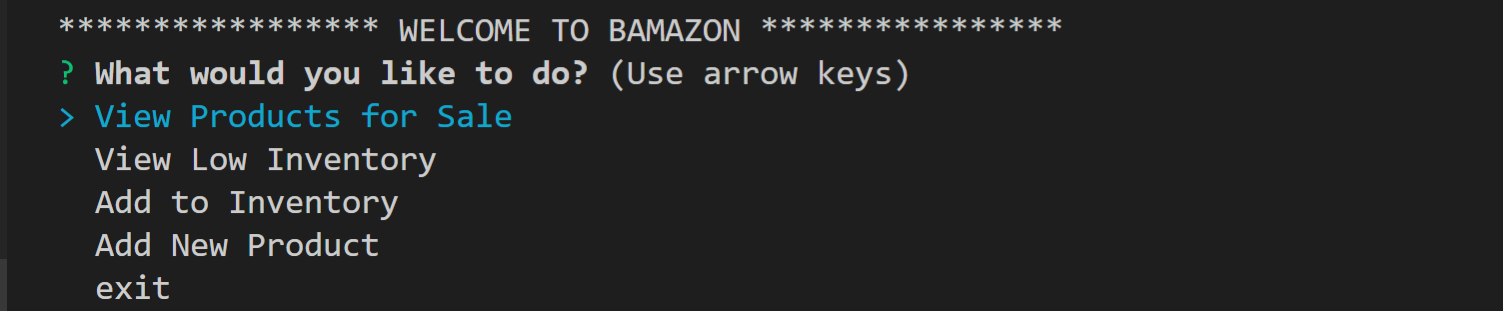 ***************** WELCOME TO BAMAZON ****************
? What would you like to do? (Use arrow keys)
> View Products for Sale
View Low Inventory
Add to Inventory
Add New Product
exit